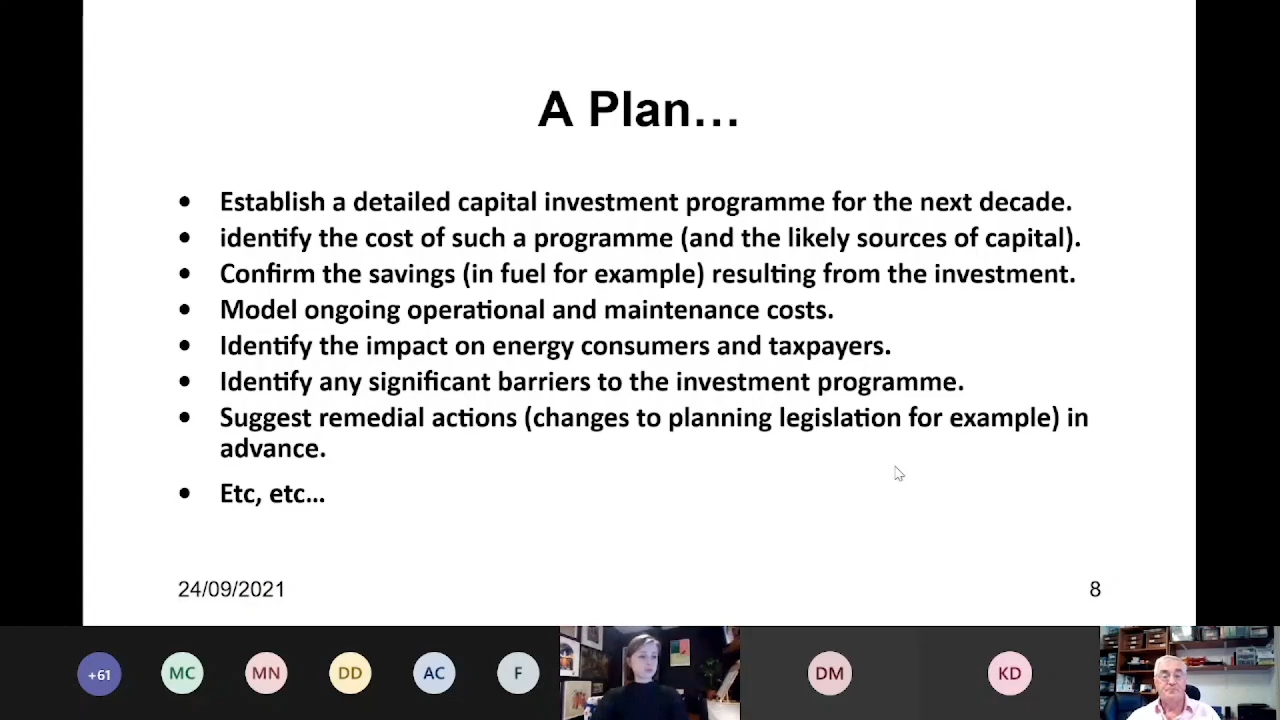 A Plan…
• Establish a detailed capital investment programme for the next decade.
• identify the cost of such a programme (and the likely sources of capital).
• Confirm the savings (in fuel for example) resulting from the investment.
• Model ongoing operational and maintenance costs.
• Identify the impact on energy consumers and taxpayers.
• Identify any significant barriers to the investment programme.
• Suggest remedial actions (changes to planning legislation for example) in
advance.
• Etc, etc…
24/09/2021 8
+61 MC MN DD AC F DM KD